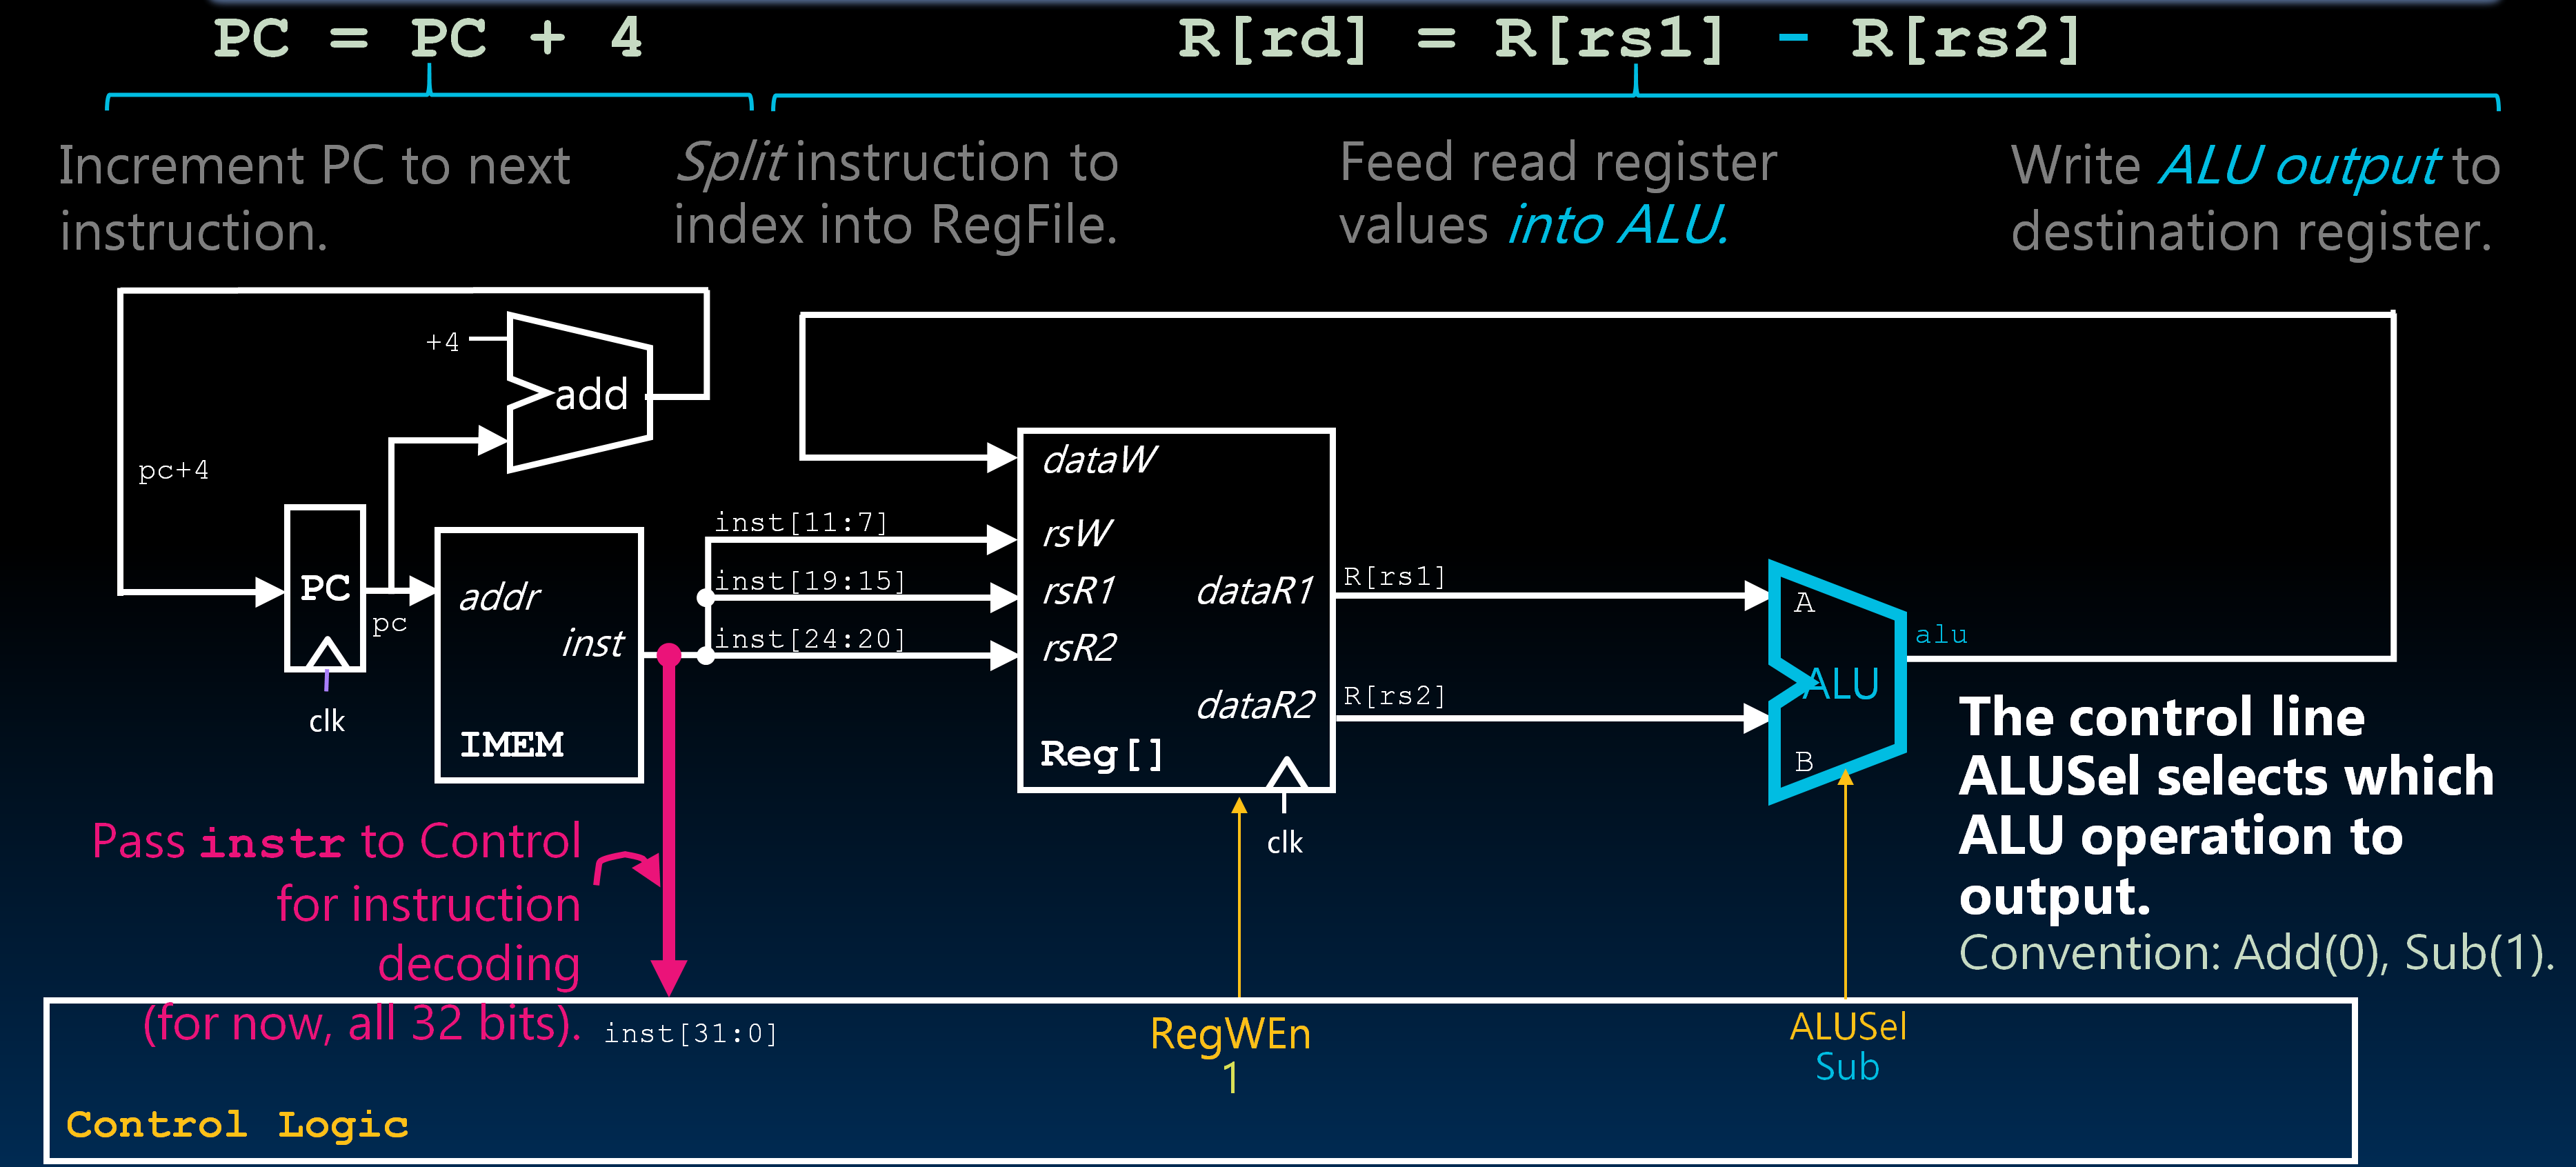 PC = PC + 4
R[rd] = R[rs1] - R[rs2]
Increment PC to next
instruction.
Split instruction to
index into RegFile.
Feed read register
values into ALU.
Write ALU output to
destination register.
+4
add
pc+4
PC
pc
clk
addr
inst
IMEM
inst[11:7]
inst[19:15]
inst[24:20]
dataW
rsW
rsR1
rsR2
dataR1
dataR2
Reg[]
clk
R[rs1]
R[rs2]
A
ALU
B
alu
The control line
ALUSel selects which
ALU operation to
output.
Convention: Add(0), Sub(1).
Pass instr to Control
for instruction
decoding
(for now, all 32 bits).
inst[31:0]
RegWEn
1
ALUSel
Sub
Control Logic